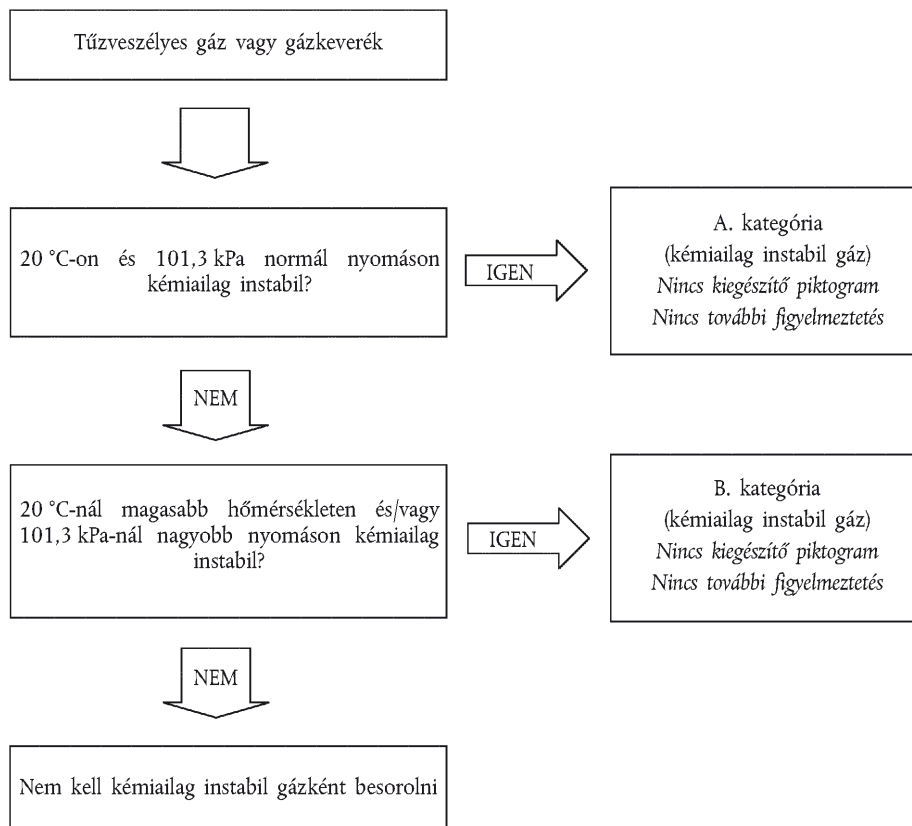 Tűzveszélyes gáz vagy gázkeverék
20 °C-on és 101,3 kPa normál nyomáson
kémiailag instabil?
IGEN
A. kategória
(kémiailag instabil gáz)
Nincs kiegészítő piktogram
Nincs további figyelmeztetés
NEM
20 °C-nál magasabb hőmérsékleten és/vagy
101,3 kPa-nál nagyobb nyomáson kémiailag
instabil?
IGEN
B. kategória
(kémiailag instabil gáz)
Nincs kiegészítő piktogram
Nincs további figyelmeztetés
NEM
Nem kell kémiailag instabil gázként besorolni